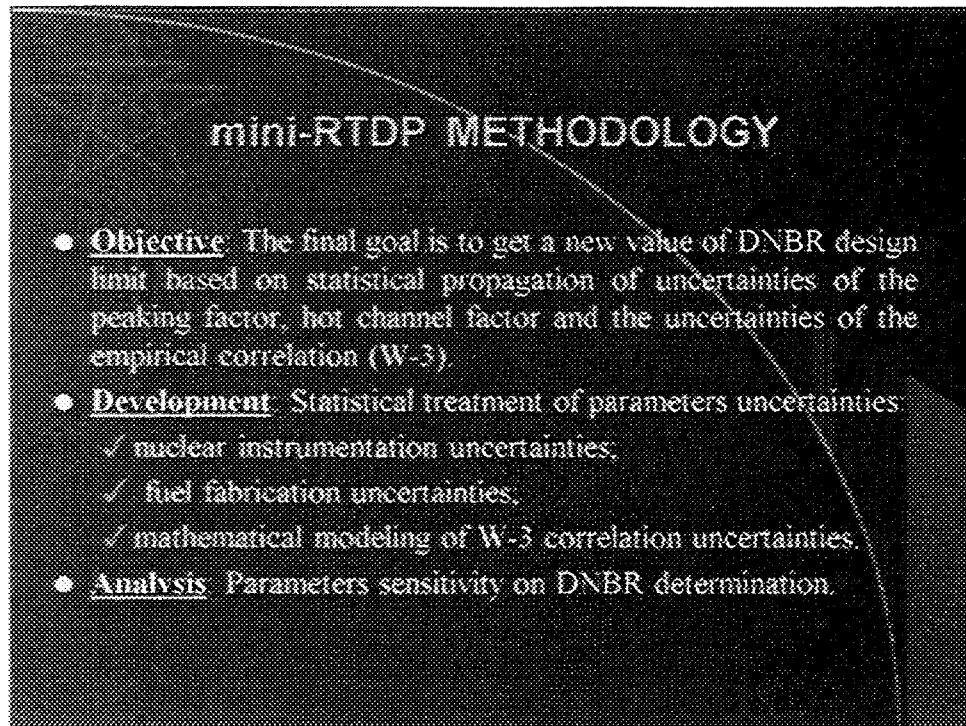 mini-RTDP METHODOLOGY
● Objective: The final goal is to get a new value of DNBR design
limit based on statistical propagation of uncertainties of the
peaking factor, hot channel factor and the uncertainties of the
empirical correlation (W-3).
● Development: Statistical treatment of parameters uncertainties:
✓ nuclear instrumentation uncertainties;
✓ fuel fabrication uncertainties;
✓ mathematical modeling of W-3 correlation uncertainties.
● Analysis: Parameters sensitivity on DNBR determination.